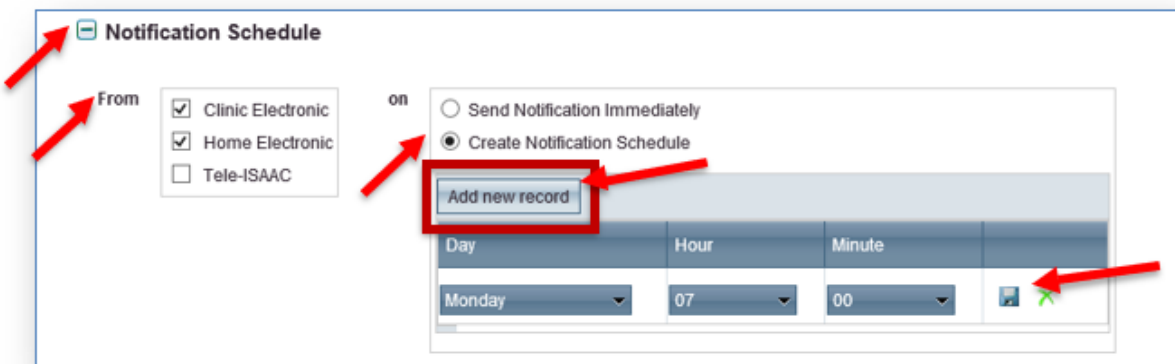 Notification Schedule
From
Clinic Electronic
Home Electronic
Tele-ISAAC
on
Send Notification Immediately
Create Notification Schedule
Add new record
Day Hour Minute
Monday 07 00